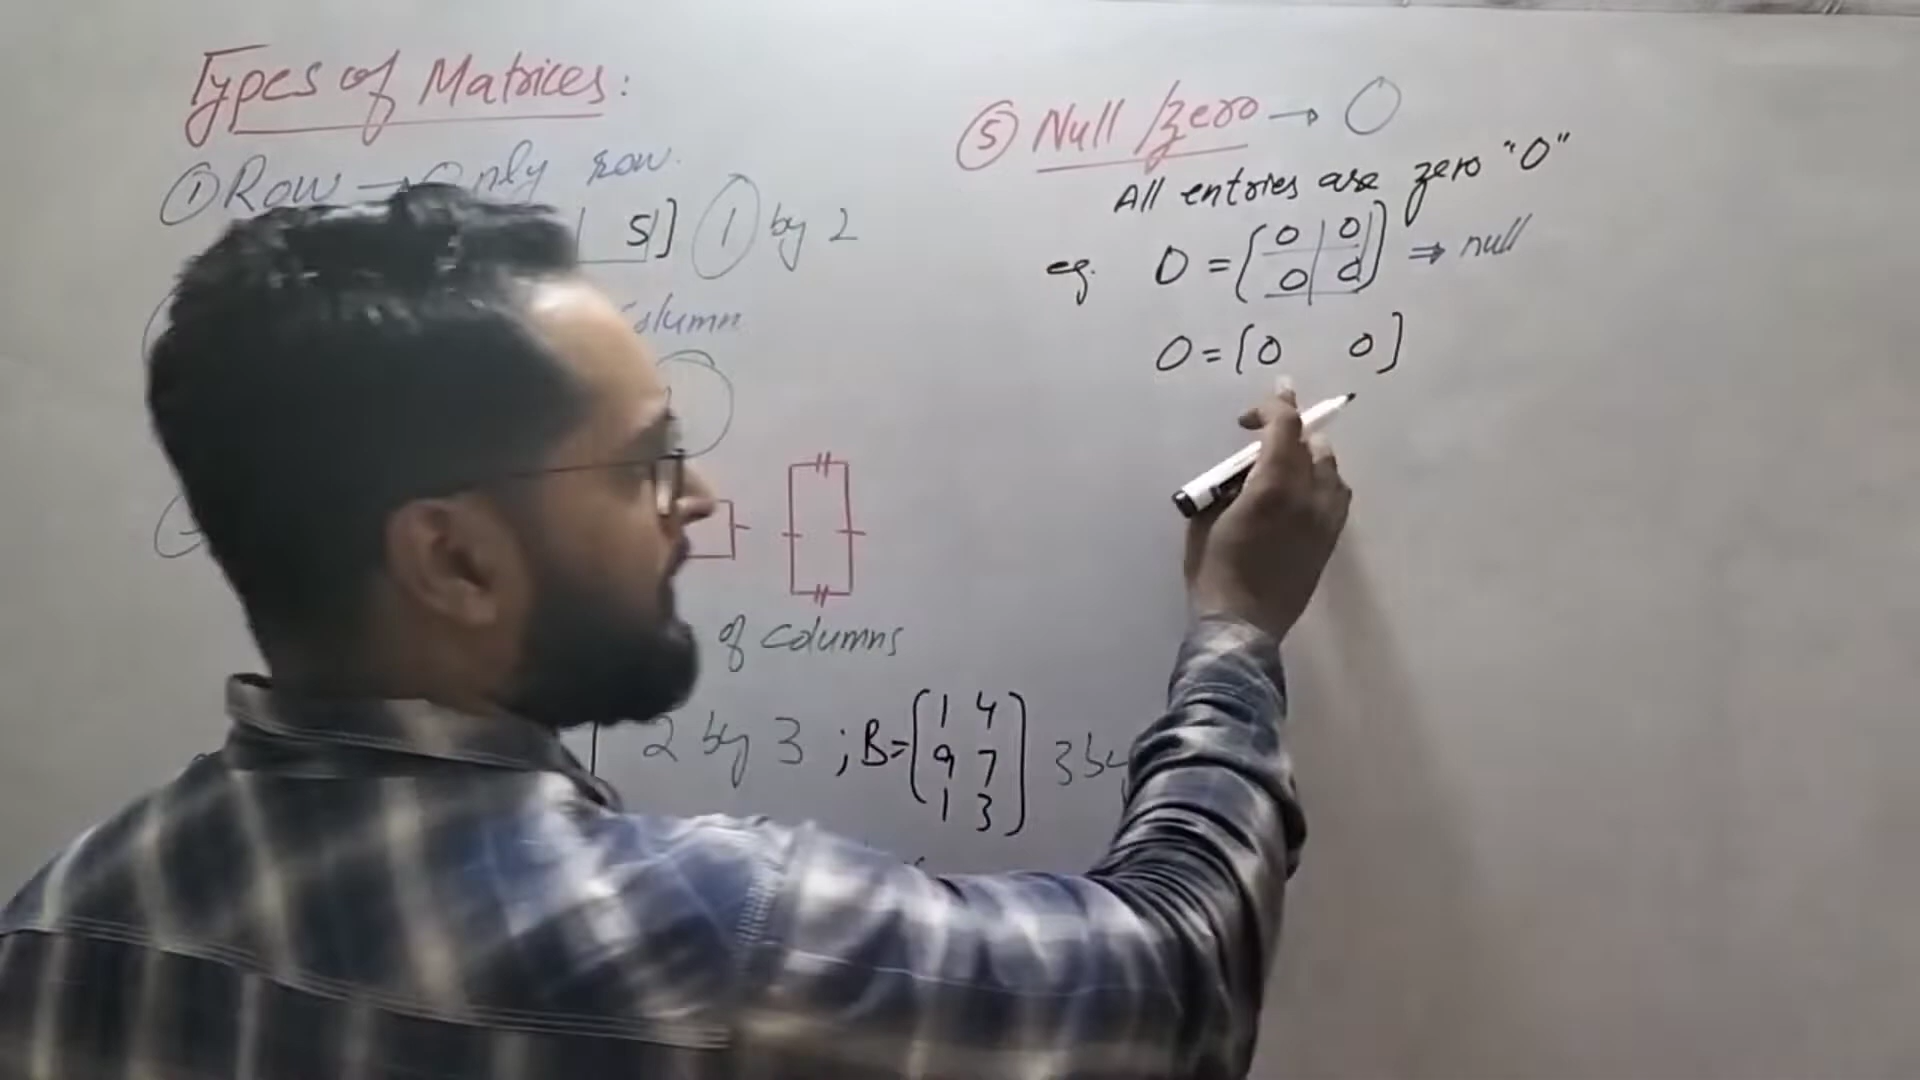 Types of Matrices:
① Row → Only row.
5] 1 by 2
Column
of columns
2 by 3 ; B = [1 4
9 7
1 3] 3 by
⑤ Null /zero → O
All entries are zero "0"
eg. O = [0 0
0 0] ⇒ null
O = [0 0]